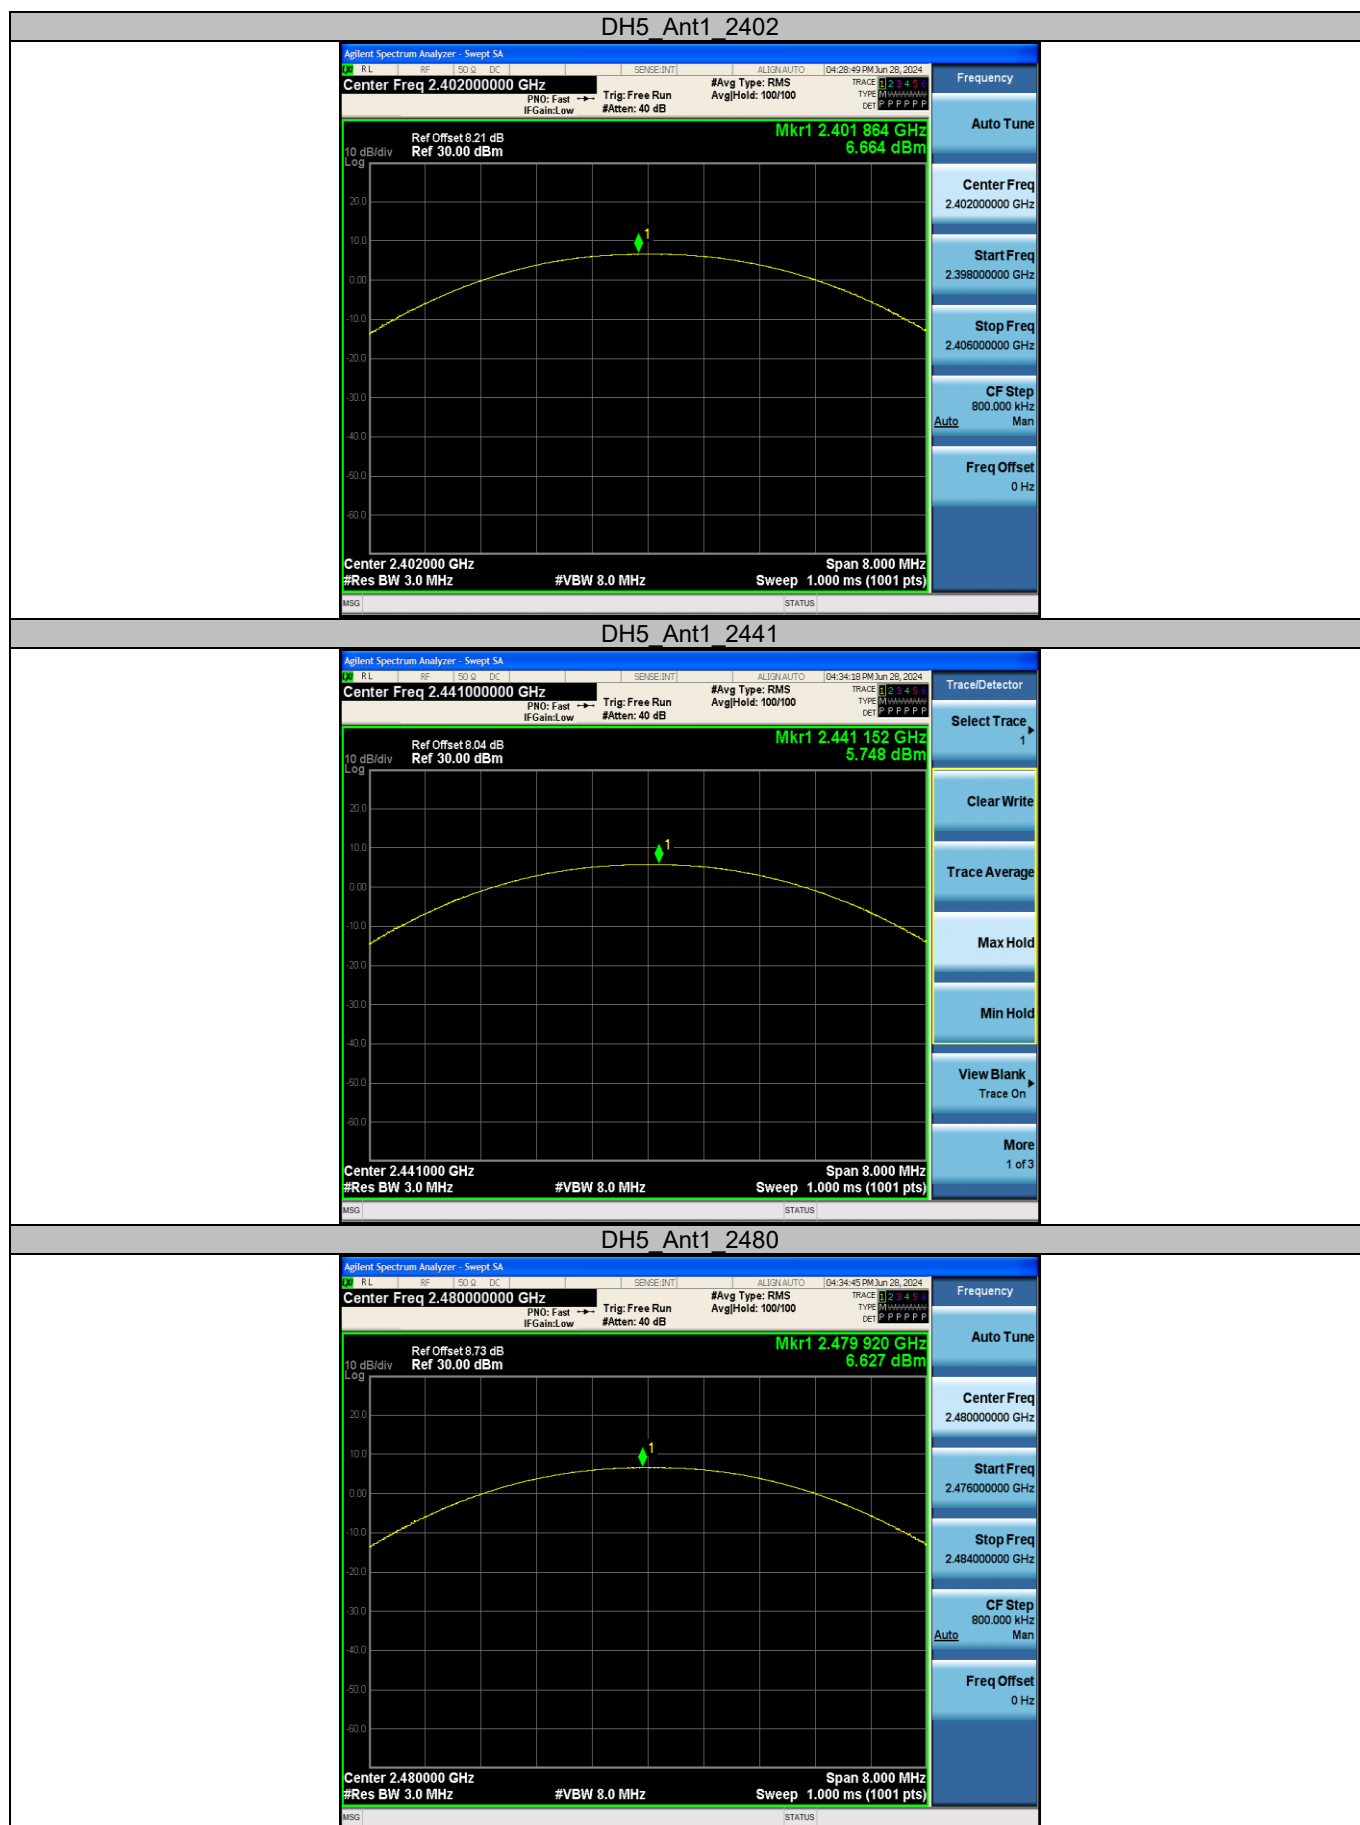 DH5_Ant1_2402
Agilent Spectrum Analyzer - Swept SA
RL RF 50 Ω DC SENSE:INT ALIGN AUTO 04:28:49 PM Jun 28, 2024
Center Freq 2.402000000 GHz
PNO: Fast
IFGain:Low
Trig: Free Run
#Atten: 40 dB
#Avg Type: RMS
Avg|Hold: 100/100
TRACE 1 2 3 4 5 6
TYPE M W W W W W
DET P P P P P P
Ref Offset 8.21 dB
Ref 30.00 dBm
10 dB/div
Log
Mkr1 2.401 864 GHz
6.664 dBm
1
20.0
10.0
0.00
-10.0
-20.0
-30.0
-40.0
-50.0
-60.0
Center 2.402000 GHz Span 8.000 MHz
#Res BW 3.0 MHz #VBW 8.0 MHz Sweep 1.000 ms (1001 pts)
MSG STATUS
Frequency
Auto Tune
Center Freq
2.402000000 GHz
Start Freq
2.398000000 GHz
Stop Freq
2.406000000 GHz
CF Step
800.000 kHz
Auto Man
Freq Offset
0 Hz
DH5_Ant1_2441
Agilent Spectrum Analyzer - Swept SA
RL RF 50 Ω DC SENSE:INT ALIGN AUTO 04:34:18 PM Jun 28, 2024
Center Freq 2.441000000 GHz
PNO: Fast
IFGain:Low
Trig: Free Run
#Atten: 40 dB
#Avg Type: RMS
Avg|Hold: 100/100
TRACE 1 2 3 4 5 6
TYPE M W W W W W
DET P P P P P P
Ref Offset 8.04 dB
Ref 30.00 dBm
10 dB/div
Log
Mkr1 2.441 152 GHz
5.748 dBm
1
20.0
10.0
0.00
-10.0
-20.0
-30.0
-40.0
-50.0
-60.0
Center 2.441000 GHz Span 8.000 MHz
#Res BW 3.0 MHz #VBW 8.0 MHz Sweep 1.000 ms (1001 pts)
MSG STATUS
Trace/Detector
Select Trace
1
Clear Write
Trace Average
Max Hold
Min Hold
View Blank
Trace On
More
1 of 3
DH5_Ant1_2480
Agilent Spectrum Analyzer - Swept SA
RL RF 50 Ω DC SENSE:INT ALIGN AUTO 04:34:45 PM Jun 28, 2024
Center Freq 2.480000000 GHz
PNO: Fast
IFGain:Low
Trig: Free Run
#Atten: 40 dB
#Avg Type: RMS
Avg|Hold: 100/100
TRACE 1 2 3 4 5 6
TYPE M W W W W W
DET P P P P P P
Ref Offset 8.73 dB
Ref 30.00 dBm
10 dB/div
Log
Mkr1 2.479 920 GHz
6.627 dBm
1
20.0
10.0
0.00
-10.0
-20.0
-30.0
-40.0
-50.0
-60.0
Center 2.480000 GHz Span 8.000 MHz
#Res BW 3.0 MHz #VBW 8.0 MHz Sweep 1.000 ms (1001 pts)
MSG STATUS
Frequency
Auto Tune
Center Freq
2.480000000 GHz
Start Freq
2.476000000 GHz
Stop Freq
2.484000000 GHz
CF Step
800.000 kHz
Auto Man
Freq Offset
0 Hz